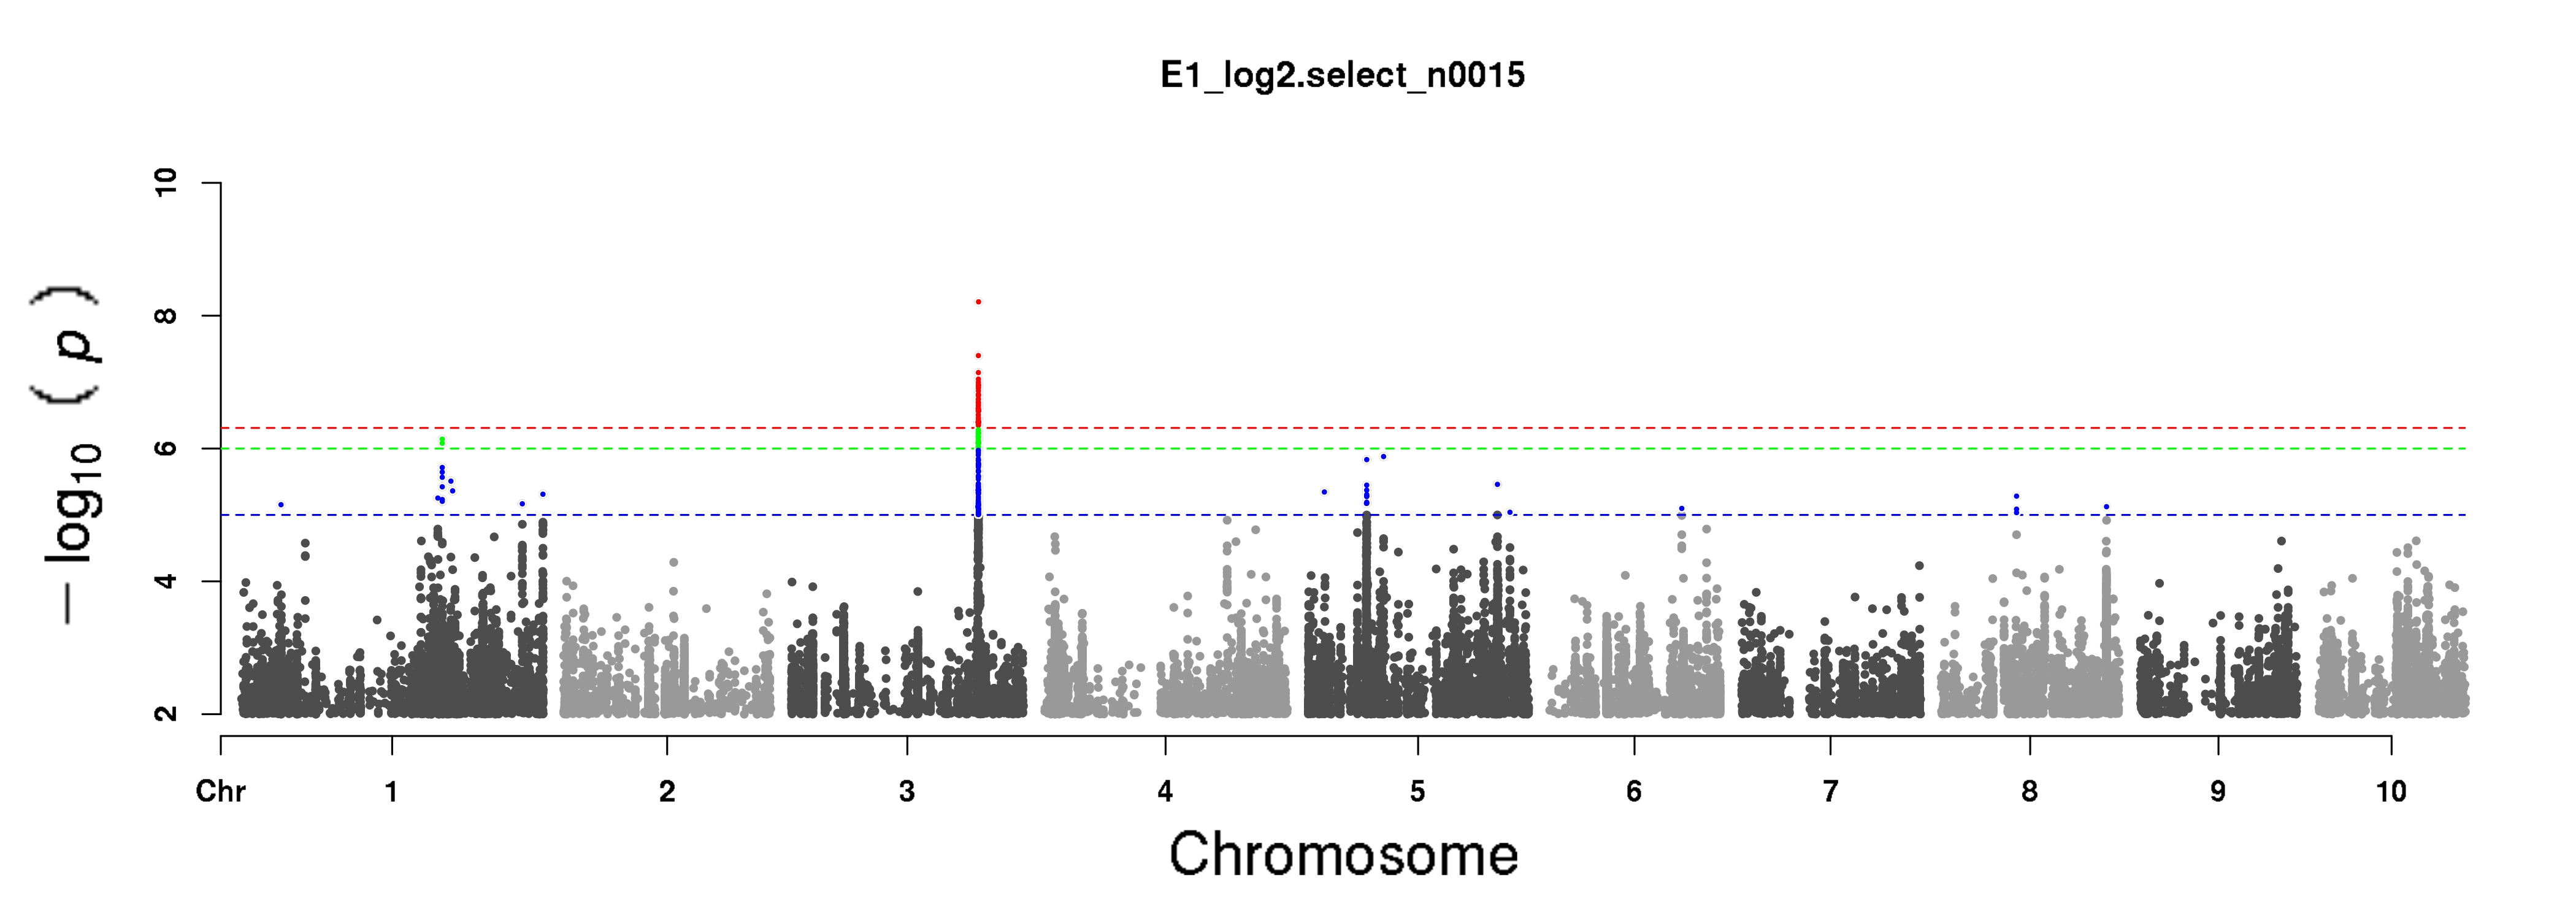 E1_log2.select_n0015
10
8
6
4
2
−log10 ( p )
Chr 1 2 3 4 5 6 7 8 9 10
Chromosome